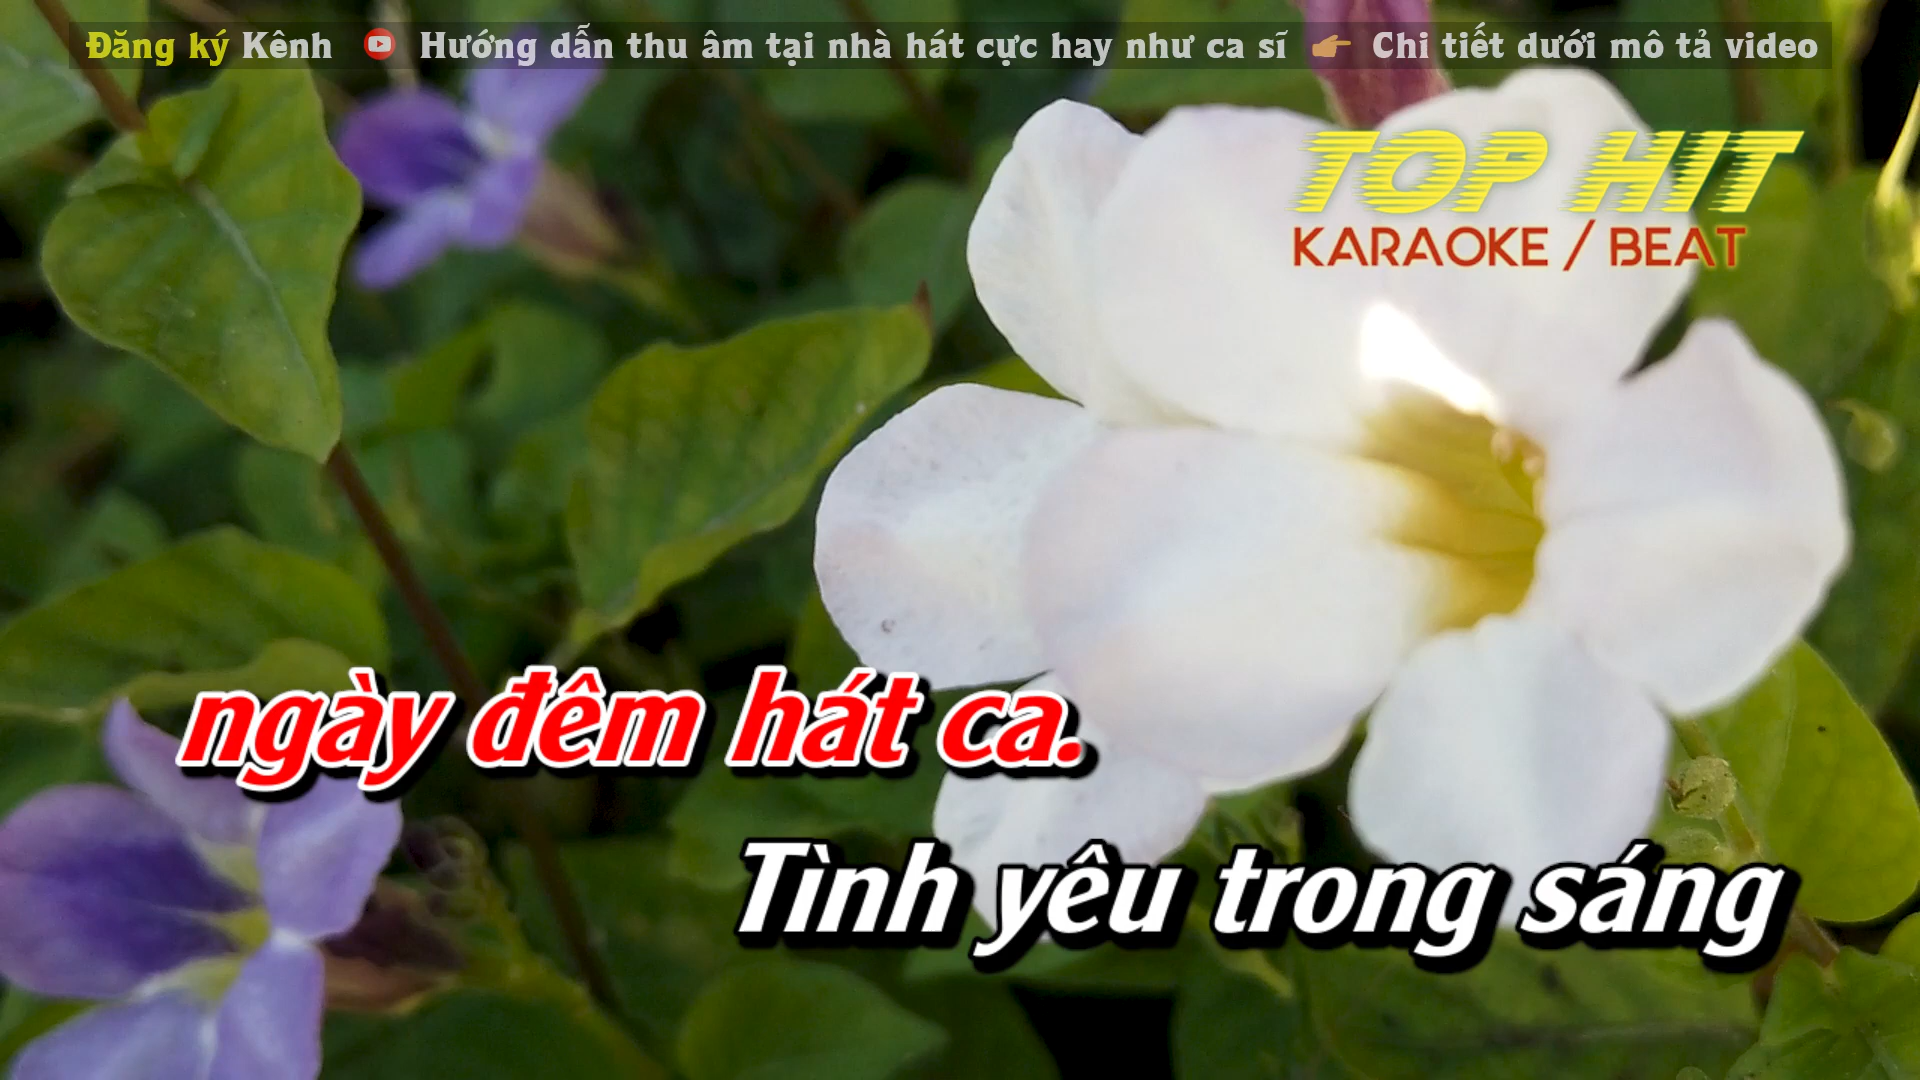 Đăng ký Kênh Hướng dẫn thu âm tại nhà hát cực hay như ca sĩ Chi tiết dưới mô tả video
TOP HIT
KARAOKE / BEAT
ngày đêm hát ca.
Tình yêu trong sáng